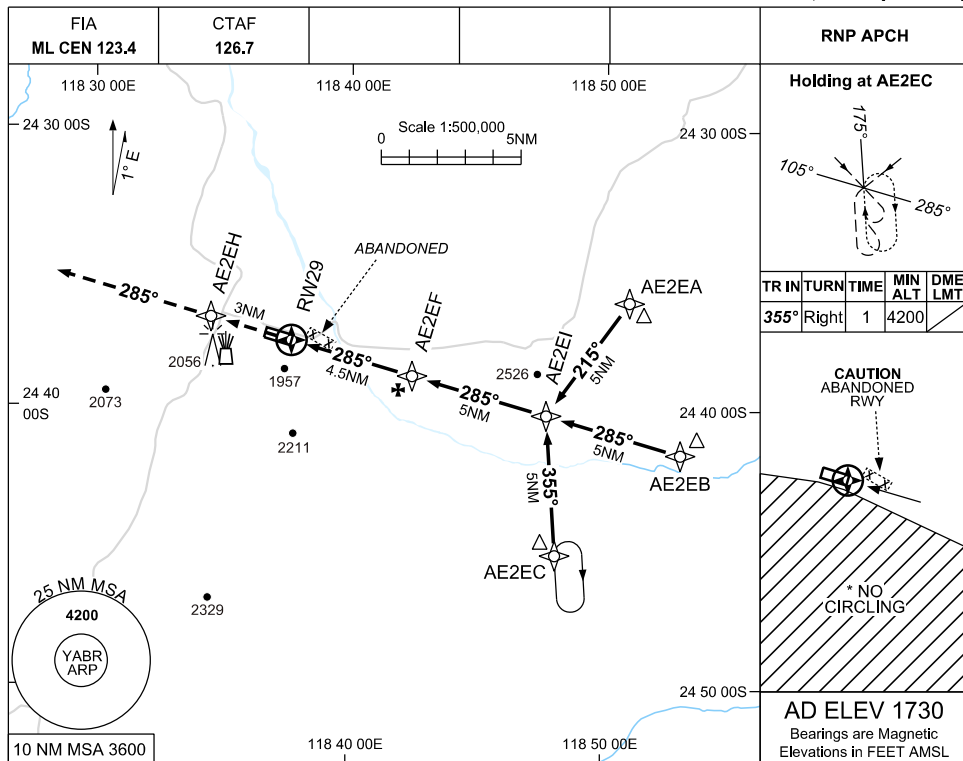 FIA
ML CEN 123.4
CTAF
126.7
RNP APCH
118 30 00E
118 40 00E
118 50 00E
24 30 00S
24 30 00S
Scale 1:500,000
0
5NM
1° E
Holding at AE2EC
175°
105°
285°
TR IN
TURN
TIME
MIN ALT
DME LMT
355°
Right
1
4200
AE2EH
RW29
ABANDONED
AE2EF
AE2EI
AE2EA
285°
3NM
285°
4.5NM
285°
5NM
215°
5NM
285°
5NM
355°
5NM
2056
1957
2526
2073
2211
2329
24 40
00S
24 40 00S
AE2EB
AE2EC
CAUTION
ABANDONED
RWY
* NO
CIRCLING
25 NM MSA
4200
YABR
ARP
10 NM MSA 3600
24 50 00S
118 40 00E
118 50 00E
AD ELEV 1730
Bearings are Magnetic
Elevations in FEET AMSL